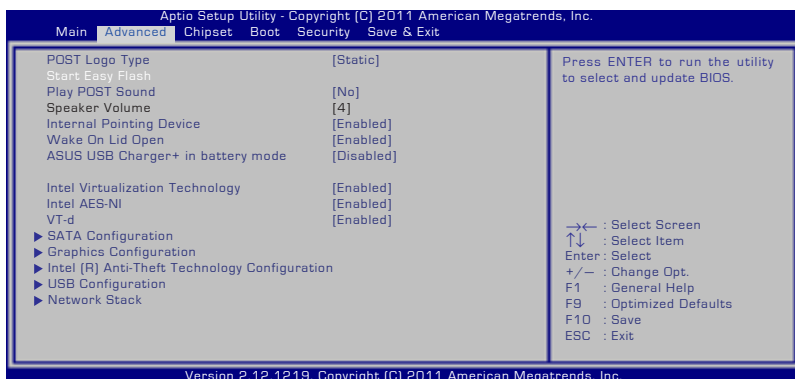 Aptio Setup Utility - Copyright (C) 2011 American Megatrends, Inc.
Main Advanced Chipset Boot Security Save & Exit
POST Logo Type [Static]
Start Easy Flash
Play POST Sound [No]
Speaker Volume [4]
Internal Pointing Device [Enabled]
Wake On Lid Open [Enabled]
ASUS USB Charger+ in battery mode [Disabled]
Intel Virtualization Technology [Enabled]
Intel AES-NI [Enabled]
VT-d [Enabled]
▶ SATA Configuration
▶ Graphics Configuration
▶ Intel (R) Anti-Theft Technology Configuration
▶ USB Configuration
▶ Network Stack
Press ENTER to run the utility
to select and update BIOS.
→← : Select Screen
↑↓ : Select Item
Enter : Select
+/— : Change Opt.
F1 : General Help
F9 : Optimized Defaults
F10 : Save
ESC : Exit
Version 2.12.1219. Copyright (C) 2011 American Megatrends, Inc.